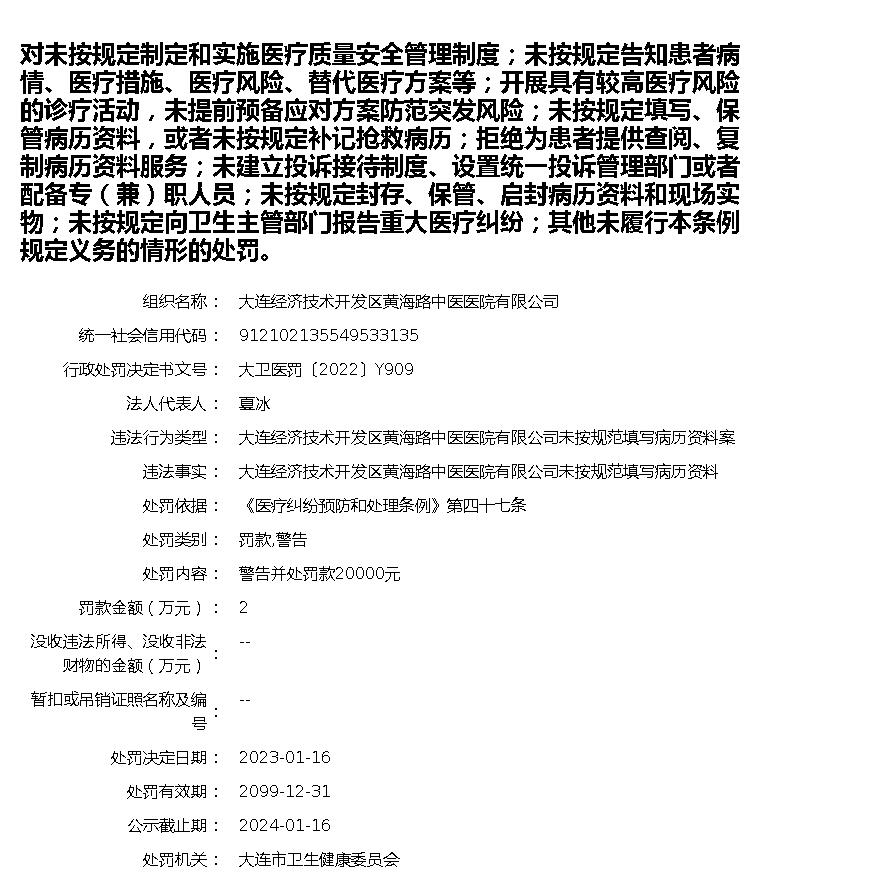 对未按规定制定和实施医疗质量安全管理制度；未按规定告知患者病
情、医疗措施、医疗风险、替代医疗方案等；开展具有较高医疗风险
的诊疗活动，未提前预备应对方案防范突发风险；未按规定填写、保
管病历资料，或者未按规定补记抢救病历；拒绝为患者提供查阅、复
制病历资料服务；未建立投诉接待制度、设置统一投诉管理部门或者
配备专（兼）职人员；未按规定封存、保管、启封病历资料和现场实
物；未按规定向卫生主管部门报告重大医疗纠纷；其他未履行本条例
规定义务的情形的处罚。
组织名称： 大连经济技术开发区黄海路中医医院有限公司
统一社会信用代码： 912102135549533135
行政处罚决定书文号： 大卫医罚〔2022〕Y909
法人代表人： 夏冰
违法行为类型： 大连经济技术开发区黄海路中医医院有限公司未按规范填写病历资料案
违法事实： 大连经济技术开发区黄海路中医医院有限公司未按规范填写病历资料
处罚依据： 《医疗纠纷预防和处理条例》第四十七条
处罚类别： 罚款,警告
处罚内容： 警告并处罚款20000元
罚款金额（万元）： 2
没收违法所得、没收非法
财物的金额（万元）： --
暂扣或吊销证照名称及编
号： --
处罚决定日期： 2023-01-16
处罚有效期： 2099-12-31
公示截止期： 2024-01-16
处罚机关： 大连市卫生健康委员会